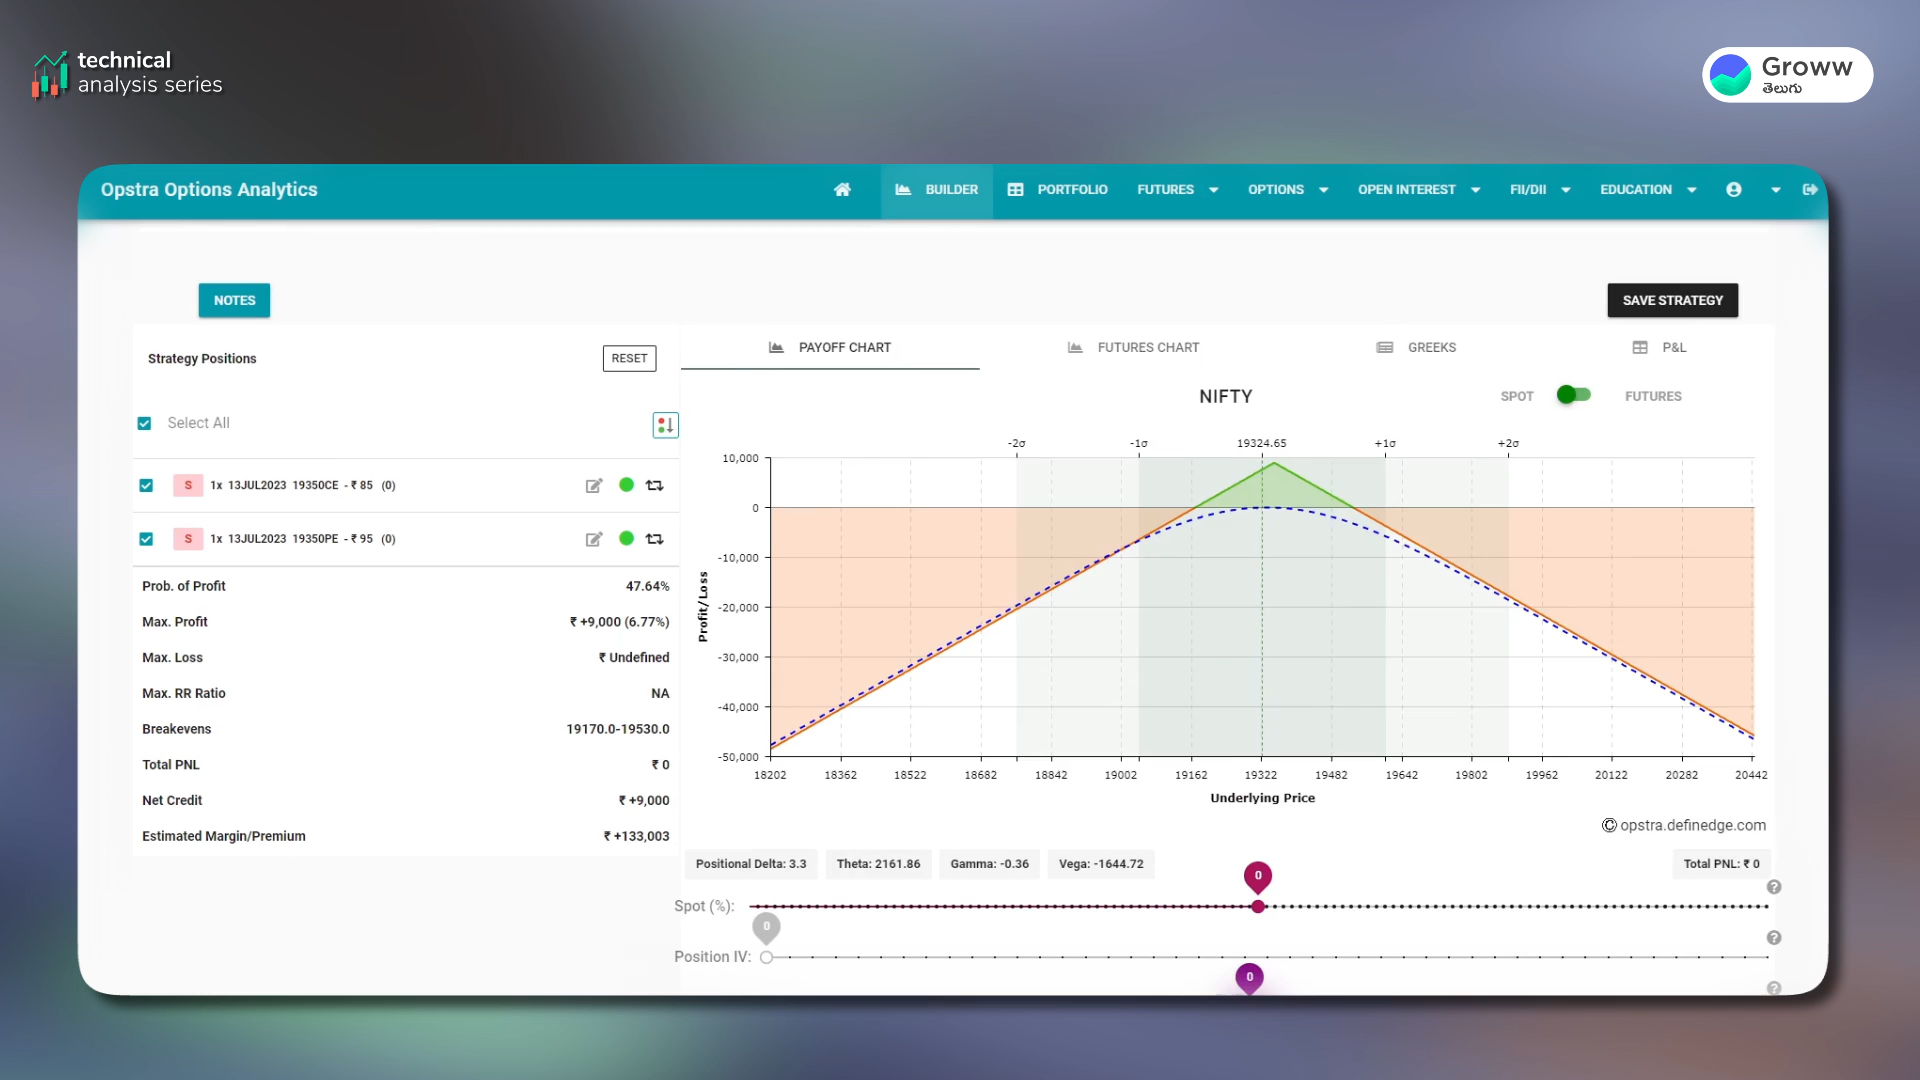 technical
analysis series
Groww
తెలుగు
Opstra Options Analytics
BUILDER
PORTFOLIO
FUTURES
OPTIONS
OPEN INTEREST
FII/DII
EDUCATION
NOTES
SAVE STRATEGY
Strategy Positions
RESET
Select All
S 1x 13JUL2023 19350CE - ₹ 85 (0)
S 1x 13JUL2023 19350PE - ₹ 95 (0)
Prob. of Profit 47.64%
Max. Profit ₹ +9,000 (6.77%)
Max. Loss ₹ Undefined
Max. RR Ratio NA
Breakevens 19170.0-19530.0
Total PNL ₹ 0
Net Credit ₹ +9,000
Estimated Margin/Premium ₹ +133,003
PAYOFF CHART
FUTURES CHART
GREEKS
P&L
NIFTY
SPOT
FUTURES
-2σ -1σ 19324.65 +1σ +2σ
10,000
0
-10,000
-20,000
-30,000
-40,000
-50,000
Profit/Loss
18202 18362 18522 18682 18842 19002 19162 19322 19482 19642 19802 19962 20122 20282 20442
Underlying Price
© opstra.definedge.com
Positional Delta: 3.3
Theta: 2161.86
Gamma: -0.36
Vega: -1644.72
Total PNL: ₹ 0
0
?
Spot (%):
0
?
Position IV:
0
?